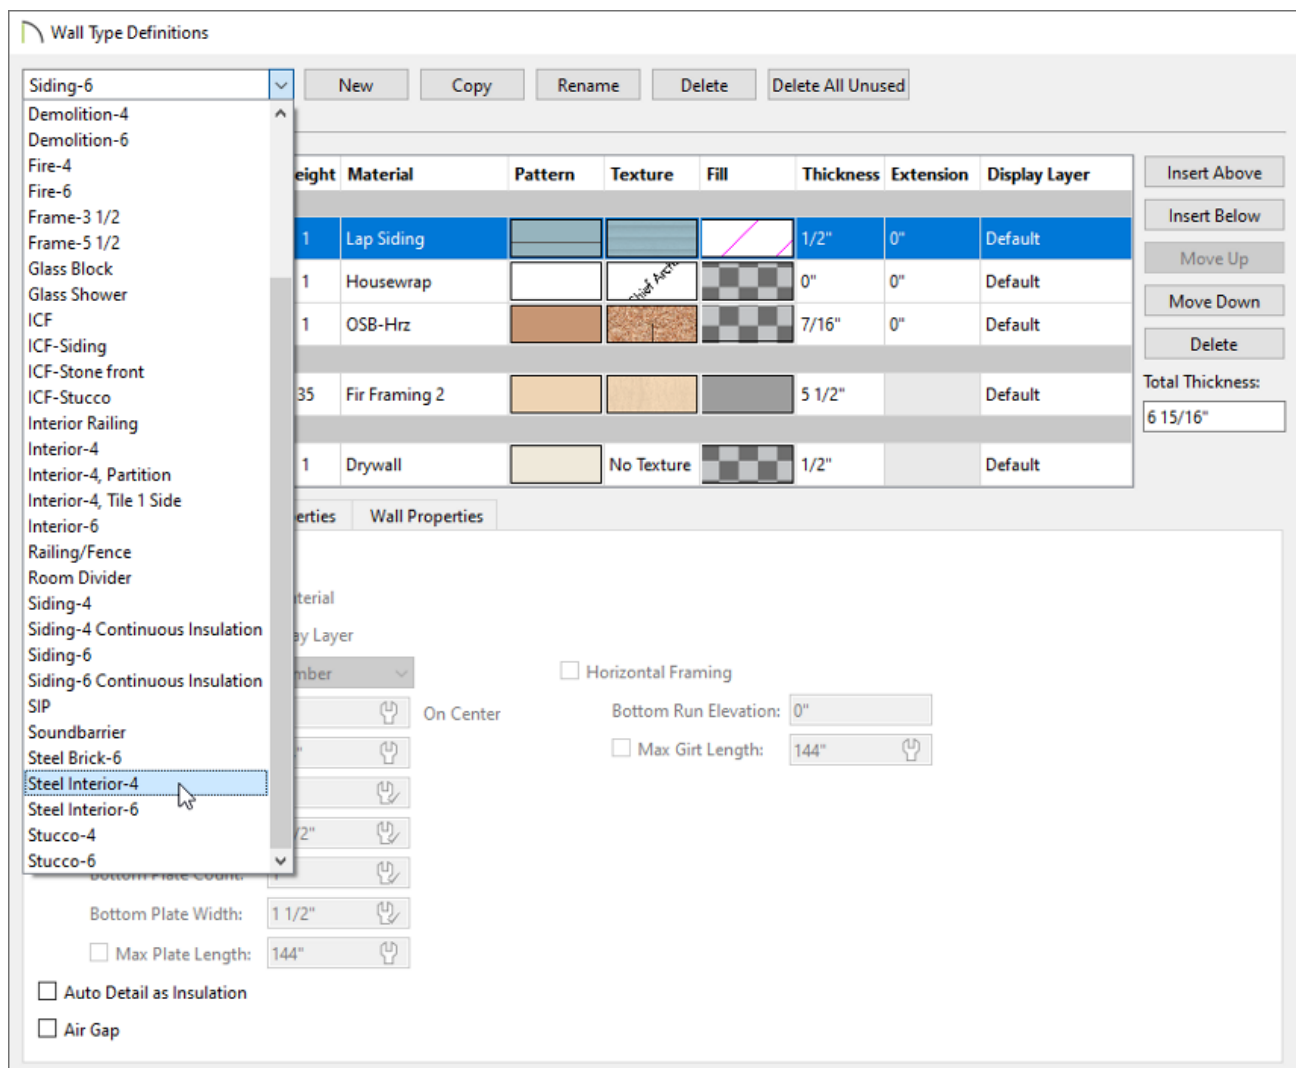 Wall Type Definitions
Siding-6 New Copy Rename Delete Delete All Unused
Demolition-4
Demolition-6
Fire-4
Fire-6
Frame-3 1/2
Frame-5 1/2
Glass Block
Glass Shower
ICF
ICF-Siding
ICF-Stone front
ICF-Stucco
Interior Railing
Interior-4
Interior-4, Partition
Interior-4, Tile 1 Side
Interior-6
Railing/Fence
Room Divider
Siding-4
Siding-4 Continuous Insulation
Siding-6
Siding-6 Continuous Insulation
SIP
Soundbarrier
Steel Brick-6
Steel Interior-4
Steel Interior-6
Stucco-4
Stucco-6
eight Material Pattern Texture Fill Thickness Extension Display Layer
1 Lap Siding 1/2" 0" Default
1 Housewrap Chief Archi 0" 0" Default
1 OSB-Hrz 7/16" 0" Default
35 Fir Framing 2 5 1/2" Default
1 Drywall No Texture 1/2" Default
Insert Above
Insert Below
Move Up
Move Down
Delete
Total Thickness:
6 15/16"
erties Wall Properties
terial
ay Layer
mber Horizontal Framing
On Center Bottom Run Elevation: 0"
" Max Girt Length: 144"
/2"
Bottom Plate Count: 1
Bottom Plate Width: 1 1/2"
Max Plate Length: 144"
Auto Detail as Insulation
Air Gap